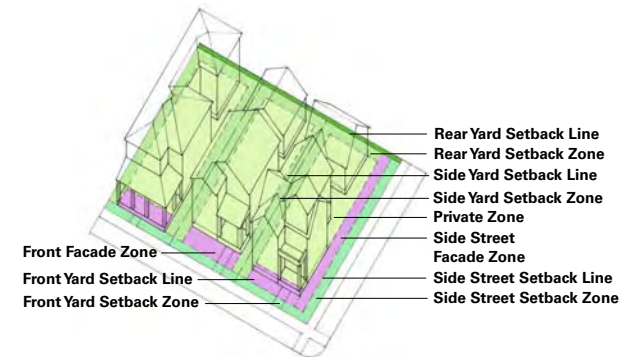 Rear Yard Setback Line
Rear Yard Setback Zone
Side Yard Setback Line
Side Yard Setback Zone
Private Zone
Side Street
Facade Zone
Side Street Setback Line
Side Street Setback Zone
Front Facade Zone
Front Yard Setback Line
Front Yard Setback Zone